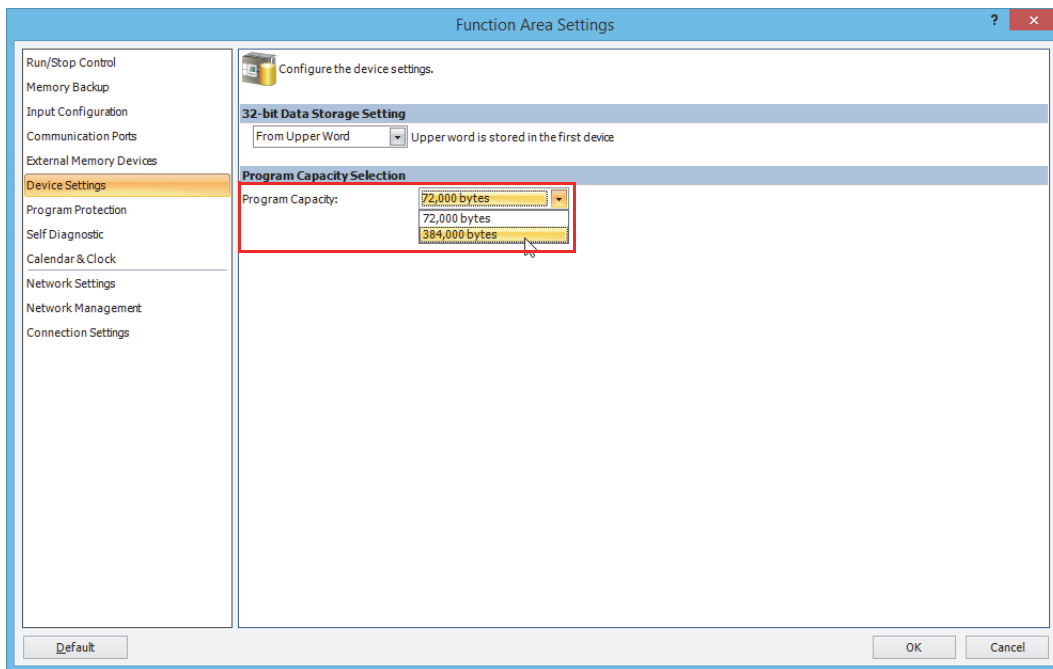 Function Area Settings
?
×
Run/Stop Control
Memory Backup
Input Configuration
Communication Ports
External Memory Devices
Device Settings
Program Protection
Self Diagnostic
Calendar & Clock
Network Settings
Network Management
Connection Settings
Configure the device settings.
32-bit Data Storage Setting
From Upper Word Upper word is stored in the first device
Program Capacity Selection
Program Capacity: 72,000 bytes
72,000 bytes
384,000 bytes
Default OK Cancel